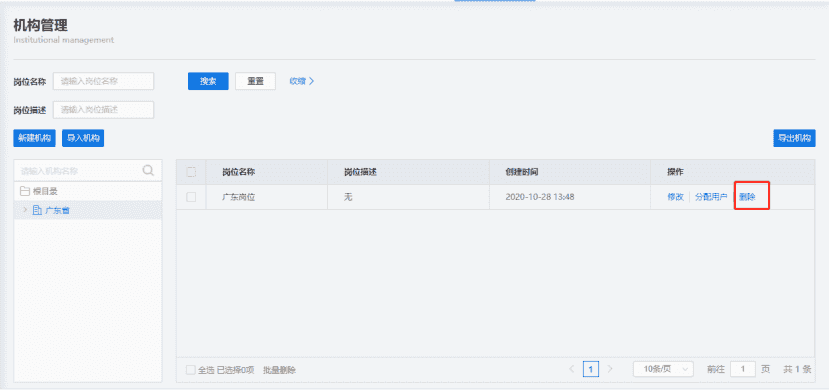 机构管理
Institutional management
岗位名称 请输入岗位名称 搜索 重置 收缩
岗位描述 请输入岗位描述
新建机构 导入机构 导出机构
请输入机构名称
根目录
广东省
岗位名称 岗位描述 创建时间 操作
广东岗位 无 2020-10-28 13:48 修改 分配用户 删除
全选 已选择0项 批量删除 1 10条/页 前往 1 页 共 1 条